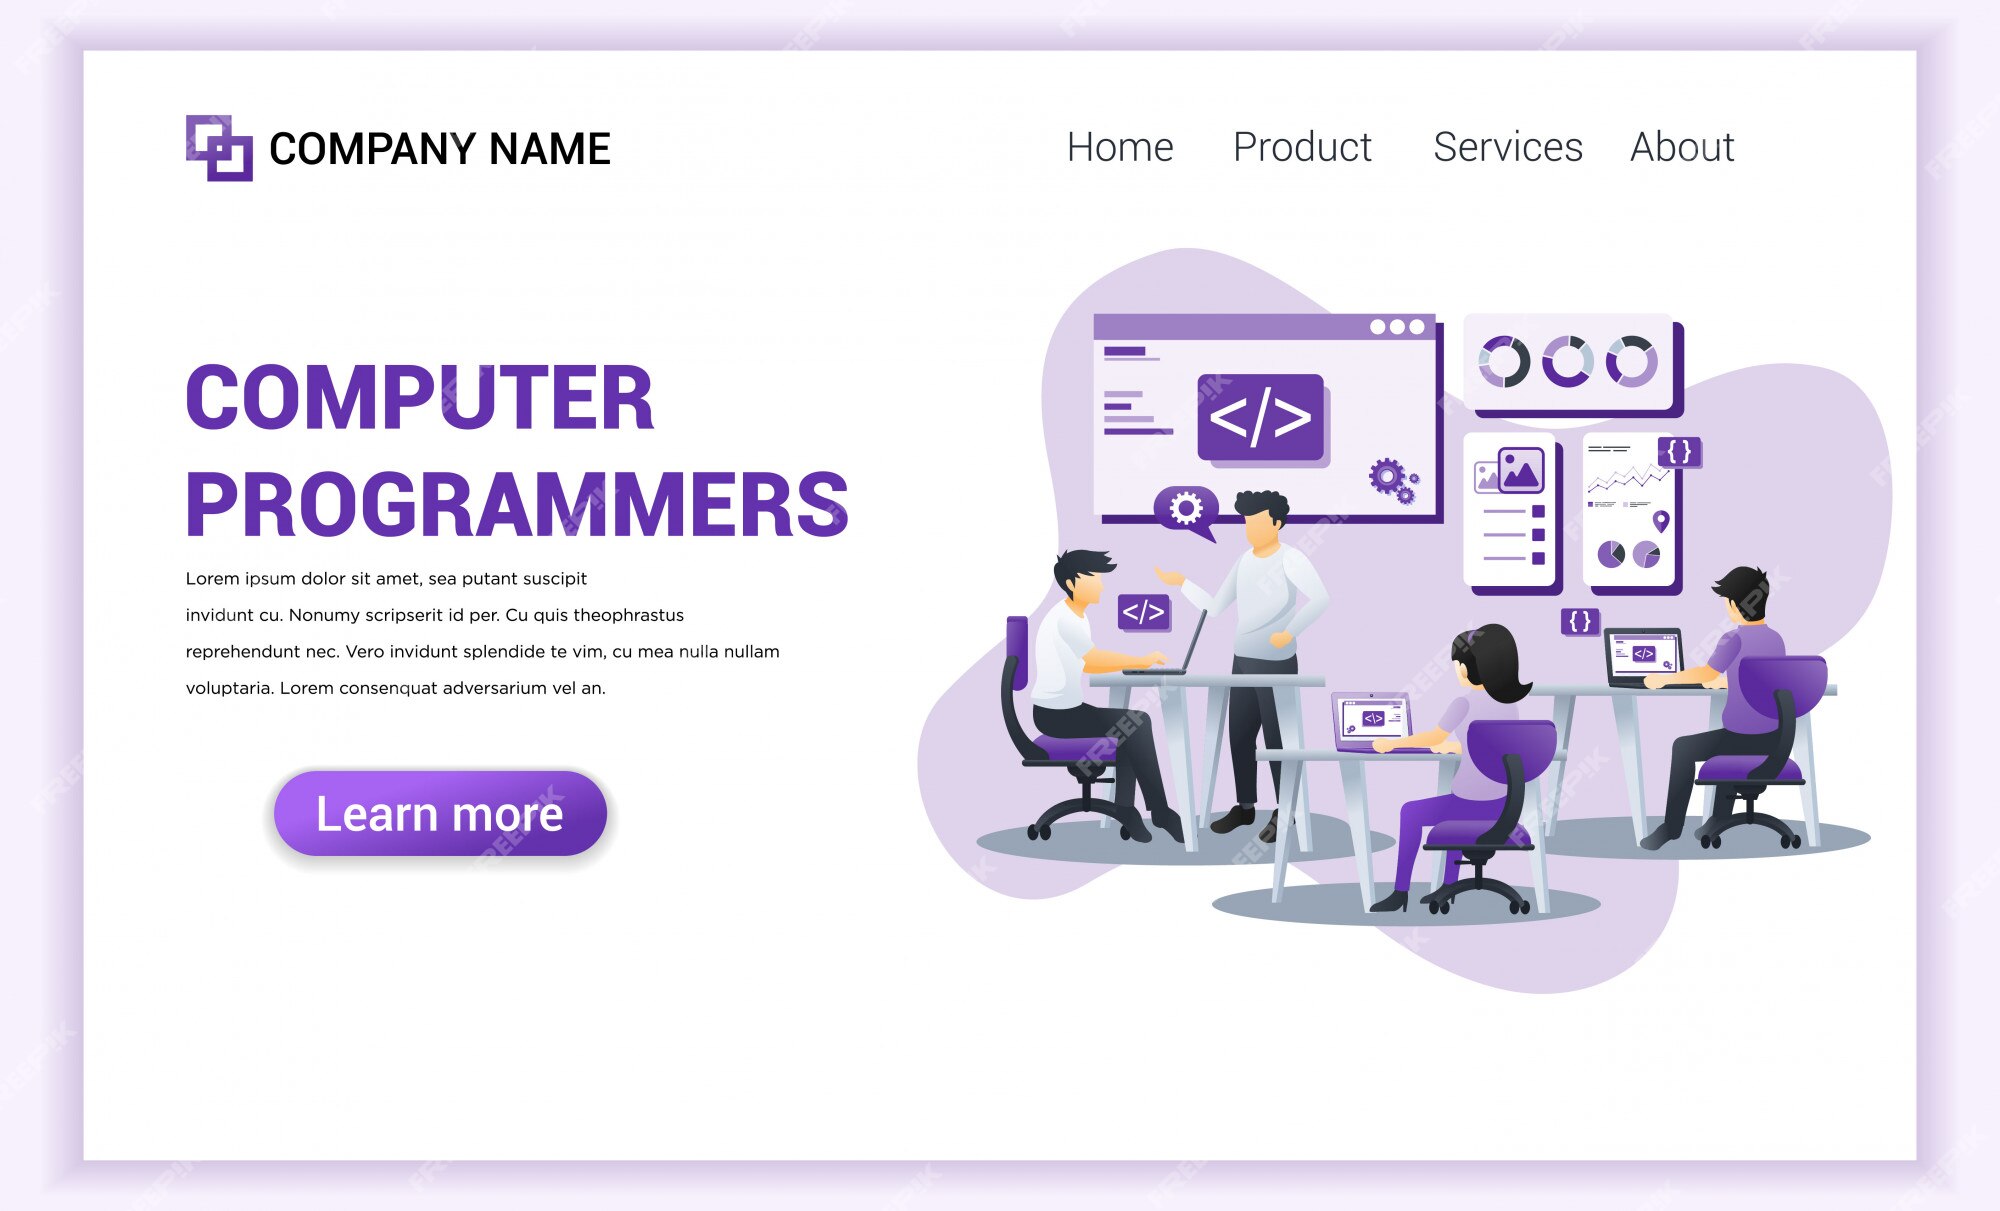 COMPANY NAME
Home Product Services About
COMPUTER
PROGRAMMERS
Lorem ipsum dolor sit amet, sea putant suscipit
invidunt cu. Nonumy scripserit id per. Cu quis theophrastus
reprehendunt nec. Vero invidunt splendide te vim, cu mea nulla nullam
voluptaria. Lorem consenquat adversarium vel an.
Learn more
</>
{}
</>
{}
</>
</>
FREEPIK